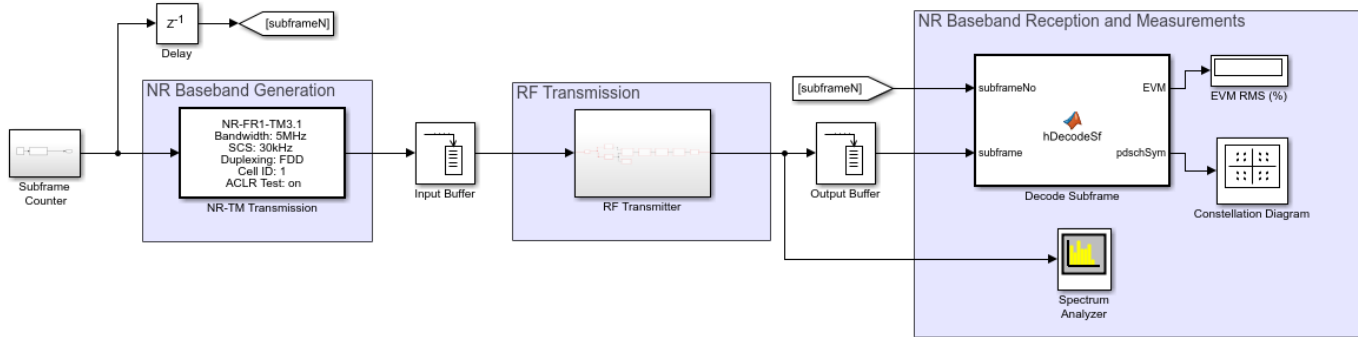 NR Baseband Reception and Measurements
z-1
[subframeN]
Delay
NR Baseband Generation
RF Transmission
NR-FR1-TM3.1
Bandwidth: 5MHz
SCS: 30kHz
Duplexing: FDD
Cell ID: 1
ACLR Test: on
NR-TM Transmission
Subframe
Counter
Input Buffer
RF Transmitter
[subframeN]
Output Buffer
subframeNo
subframe
hDecodeSf
EVM
pdschSym
Decode Subframe
EVM RMS (%)
Constellation Diagram
Spectrum
Analyzer